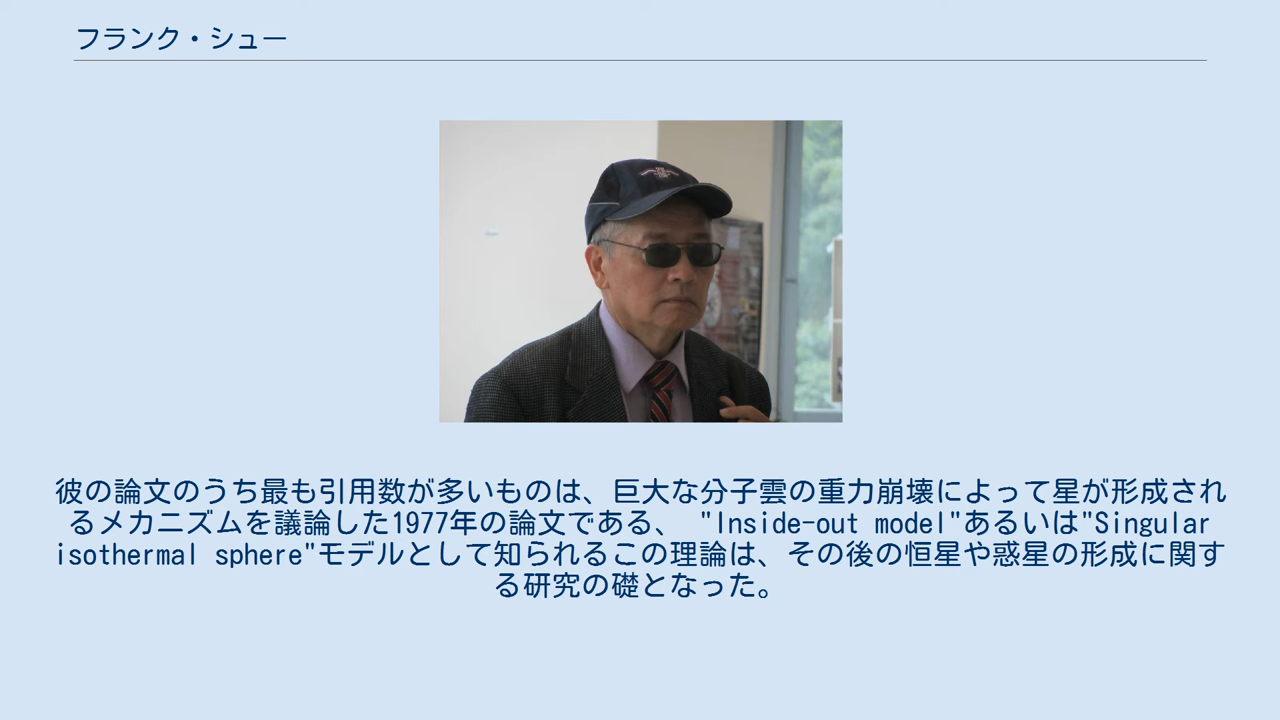 フランク・シュー
彼の論文のうち最も引用数が多いものは、巨大な分子雲の重力崩壊によって星が形成され
るメカニズムを議論した1977年の論文である、 "Inside-out model"あるいは"Singular
isothermal sphere"モデルとして知られるこの理論は、その後の恒星や惑星の形成に関す
る研究の礎となった。